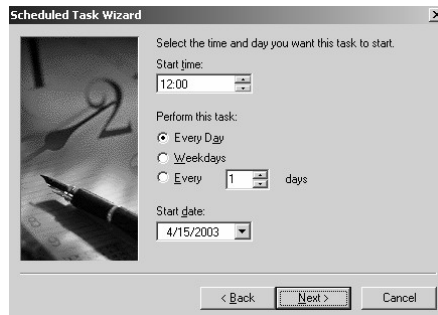 Scheduled Task Wizard
Select the time and day you want this task to start.
Start time:
12:00
Perform this task:
Every Day
Weekdays
Every 1 days
Start date:
4/15/2003
< Back Next > Cancel